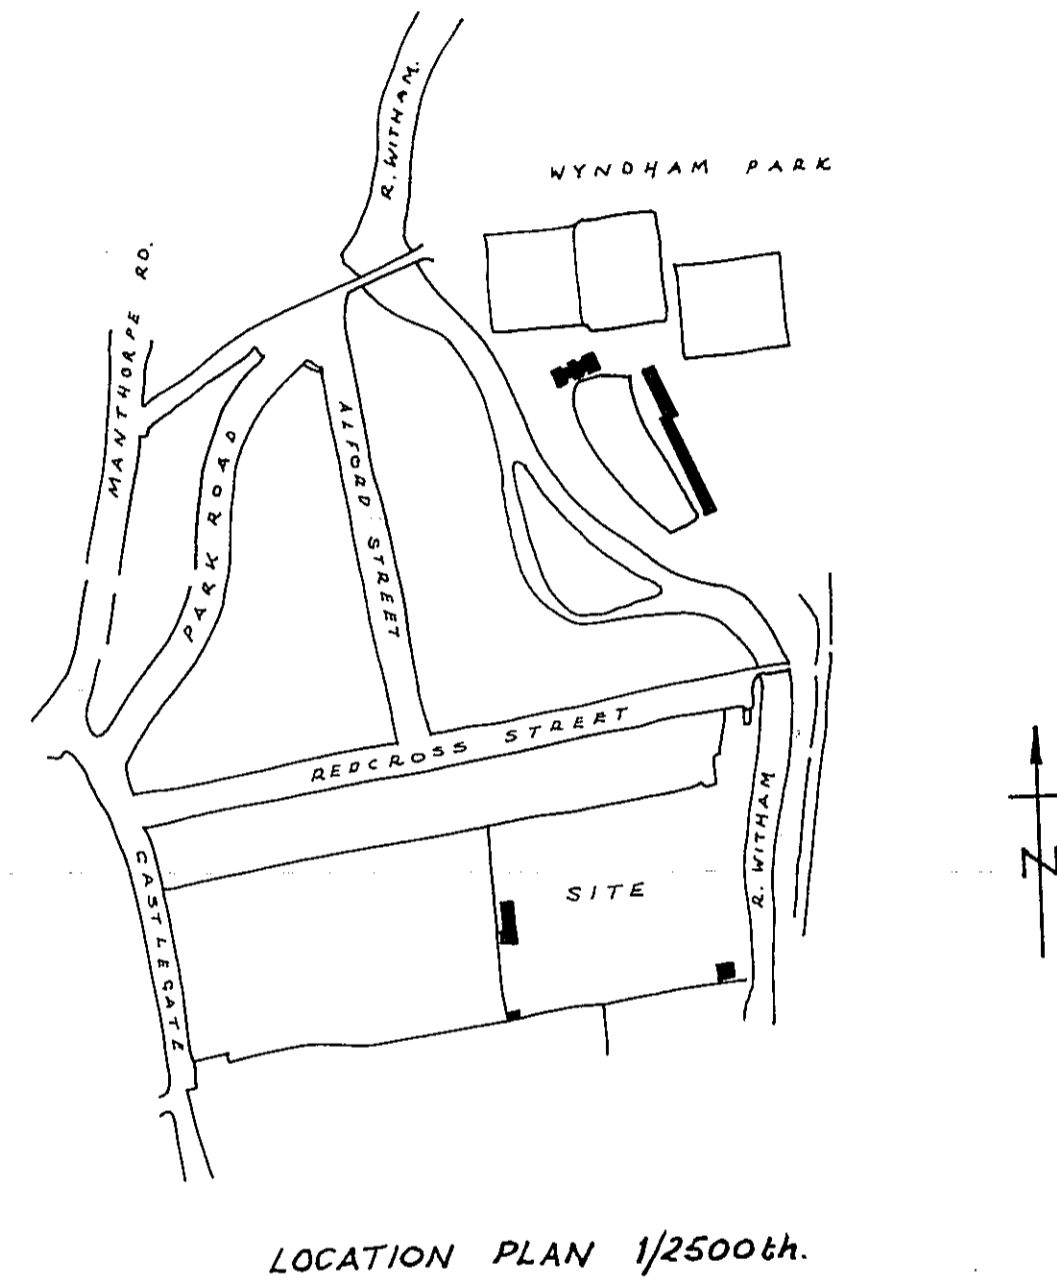 R. WITHAM.
WYNDHAM PARK
MANTHORPE RD.
PARK ROAD
ALFORD STREET
REDCROSS STREET
R. WITHAM
CASTLEGATE
SITE
N
LOCATION PLAN 1/2500th.